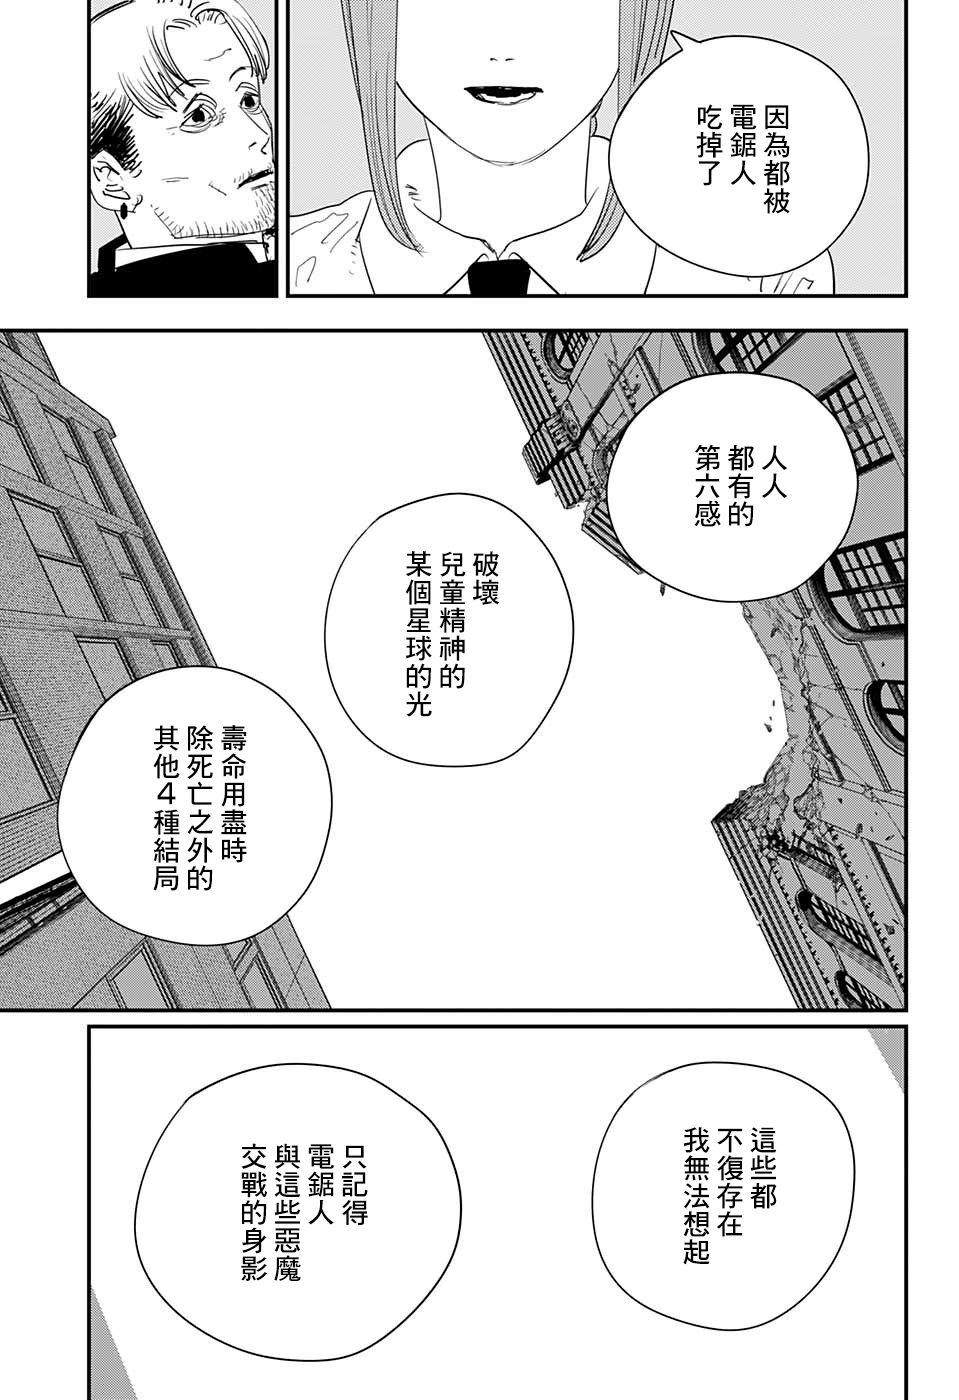 因為都被
電鋸人
吃掉了
人人
都有的
第六感
破壞
兒童精神的
某個星球的光
壽命用盡時
除死亡之外的
其他4種結局
這些都
不復存在
我無法想起
只記得
電鋸人
與這些惡魔
交戰的身影